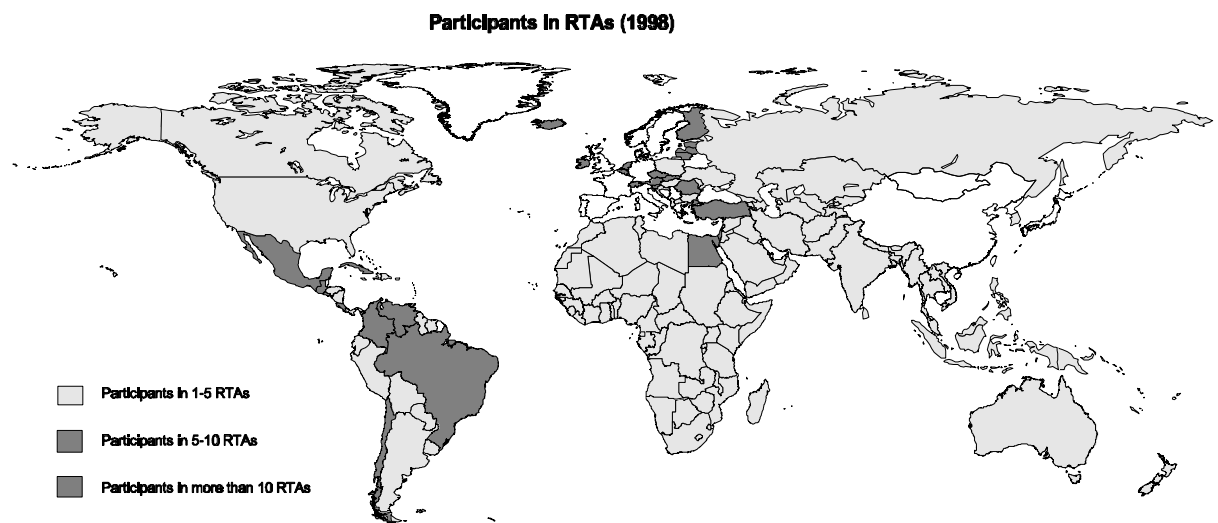 Participants in RTAs (1998)
Participants in 1-5 RTAs
Participants in 5-10 RTAs
Participants in more than 10 RTAs